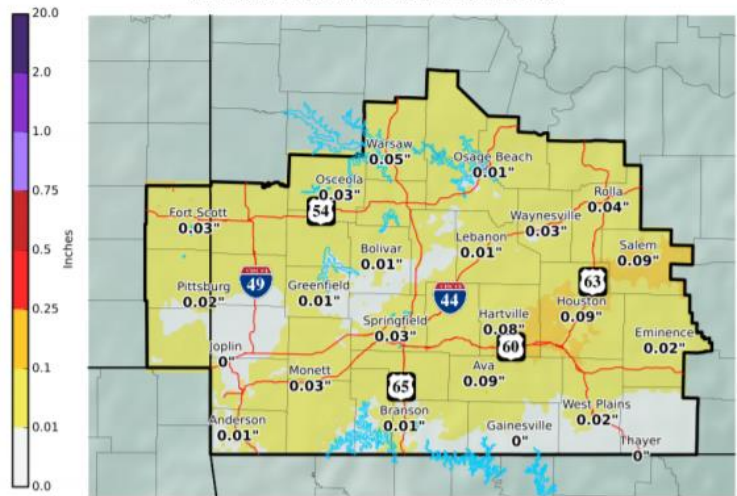 20.0
2.0
1.0
0.75
0.5
0.25
0.1
0.01
0.0
Inches
Warsaw
0.05"
Osage Beach
0.01"
Osceola
0.03"
54
Fort Scott
0.03"
Rolla
0.04"
Waynesville
0.03"
Lebanon
0.01"
Salem
0.09"
Bolivar
0.01"
Pittsburg
0.02"
49
Greenfield
0.01"
44
63
Houston
0.09"
Hartville
0.08"
60
Springfield
0.03"
Eminence
0.02"
Joplin
0"
Monett
0.03"
Ava
0.09"
65
Branson
0.01"
Anderson
0.01"
Gainesville
0"
West Plains
0.02"
Thayer
0"